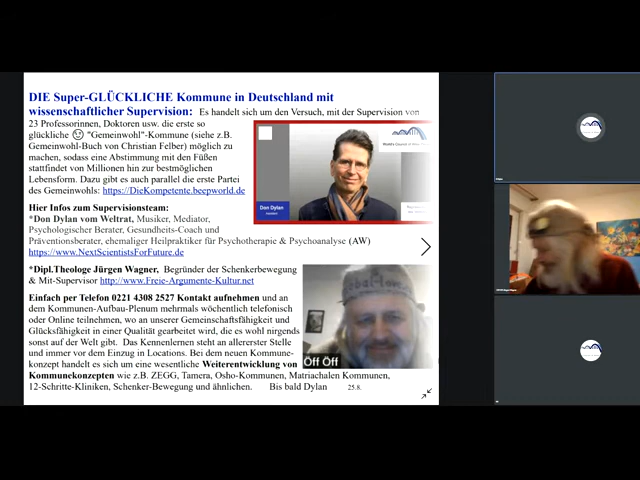 DIE Super-GLÜCKLICHE Kommune in Deutschland mit
wissenschaftlicher Supervision: Es handelt sich um den Versuch, mit der Supervision von
23 Professorinnen, Doktoren usw. die erste so
glückliche 😉 "Gemeinwohl"-Kommune (siehe z.B.
Gemeinwohl-Buch von Christian Felber) möglich zu
machen, sodass eine Abstimmung mit den Füßen
stattfindet von Millionen hin zur bestmöglichen
Lebensform. Dazu gibt es auch parallel die erste Partei
des Gemeinwohls: https://DieKompetente.beepworld.de
Don Dylan
Hier Infos zum Supervisionsteam:
*Don Dylan vom Weltrat, Musiker, Mediator,
Psychologischer Berater, Gesundheits-Coach und
Präventionsberater, ehemaliger Heilpraktiker für Psychotherapie & Psychoanalyse (AW)
https://www.NextScientistsForFuture.de
*Dipl.Theologe Jürgen Wagner, Begründer der Schenkerbewegung
& Mit-Supervisor http://www.Freie-Argumente-Kultur.net
Einfach per Telefon 0221 4308 2527 Kontakt aufnehmen und an
dem Kommunen-Aufbau-Plenum mehrmals wöchentlich telefonisch
oder Online teilnehmen, wo an unserer Gemeinschaftsfähigkeit und
Glücksfähigkeit in einer Qualität gearbeitet wird, die es wohl nirgends
sonst auf der Welt gibt. Das Kennenlernen steht an allererster Stelle
und immer vor dem Einzug in Locations. Bei dem neuen Kommune-
konzept handelt es sich um eine wesentliche Weiterentwicklung von
Kommunekonzepten wie z.B. ZEGG, Tamera, Osho-Kommunen, Matriachalen Kommunen,
12-Schritte-Kliniken, Schenker-Bewegung und ähnlichen. Bis bald Dylan 25.8.
Öff Öff